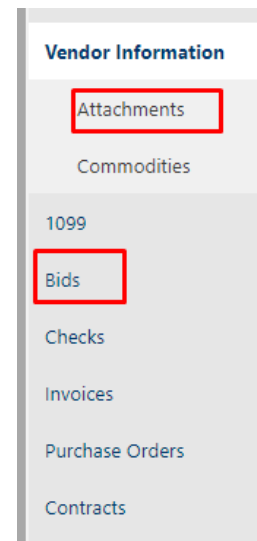 Vendor Information
Attachments
Commodities
1099
Bids
Checks
Invoices
Purchase Orders
Contracts